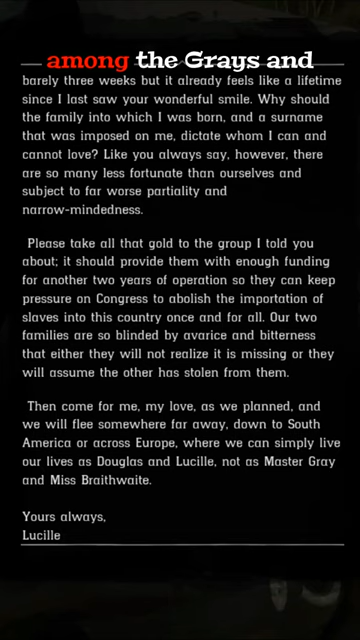 among the Grays and
barely three weeks but it already feels like a lifetime
since I last saw your wonderful smile. Why should
the family into which I was born, and a surname
that was imposed on me, dictate whom I can and
cannot love? Like you always say, however, there
are so many less fortunate than ourselves and
subject to far worse partiality and
narrow-mindedness.
Please take all that gold to the group I told you
about; it should provide them with enough funding
for another two years of operation so they can keep
pressure on Congress to abolish the importation of
slaves into this country once and for all. Our two
families are so blinded by avarice and bitterness
that either they will not realize it is missing or they
will assume the other has stolen from them.
Then come for me, my love, as we planned, and
we will flee somewhere far away, down to South
America or across Europe, where we can simply live
our lives as Douglas and Lucille, not as Master Gray
and Miss Braithwaite.
Yours always,
Lucille